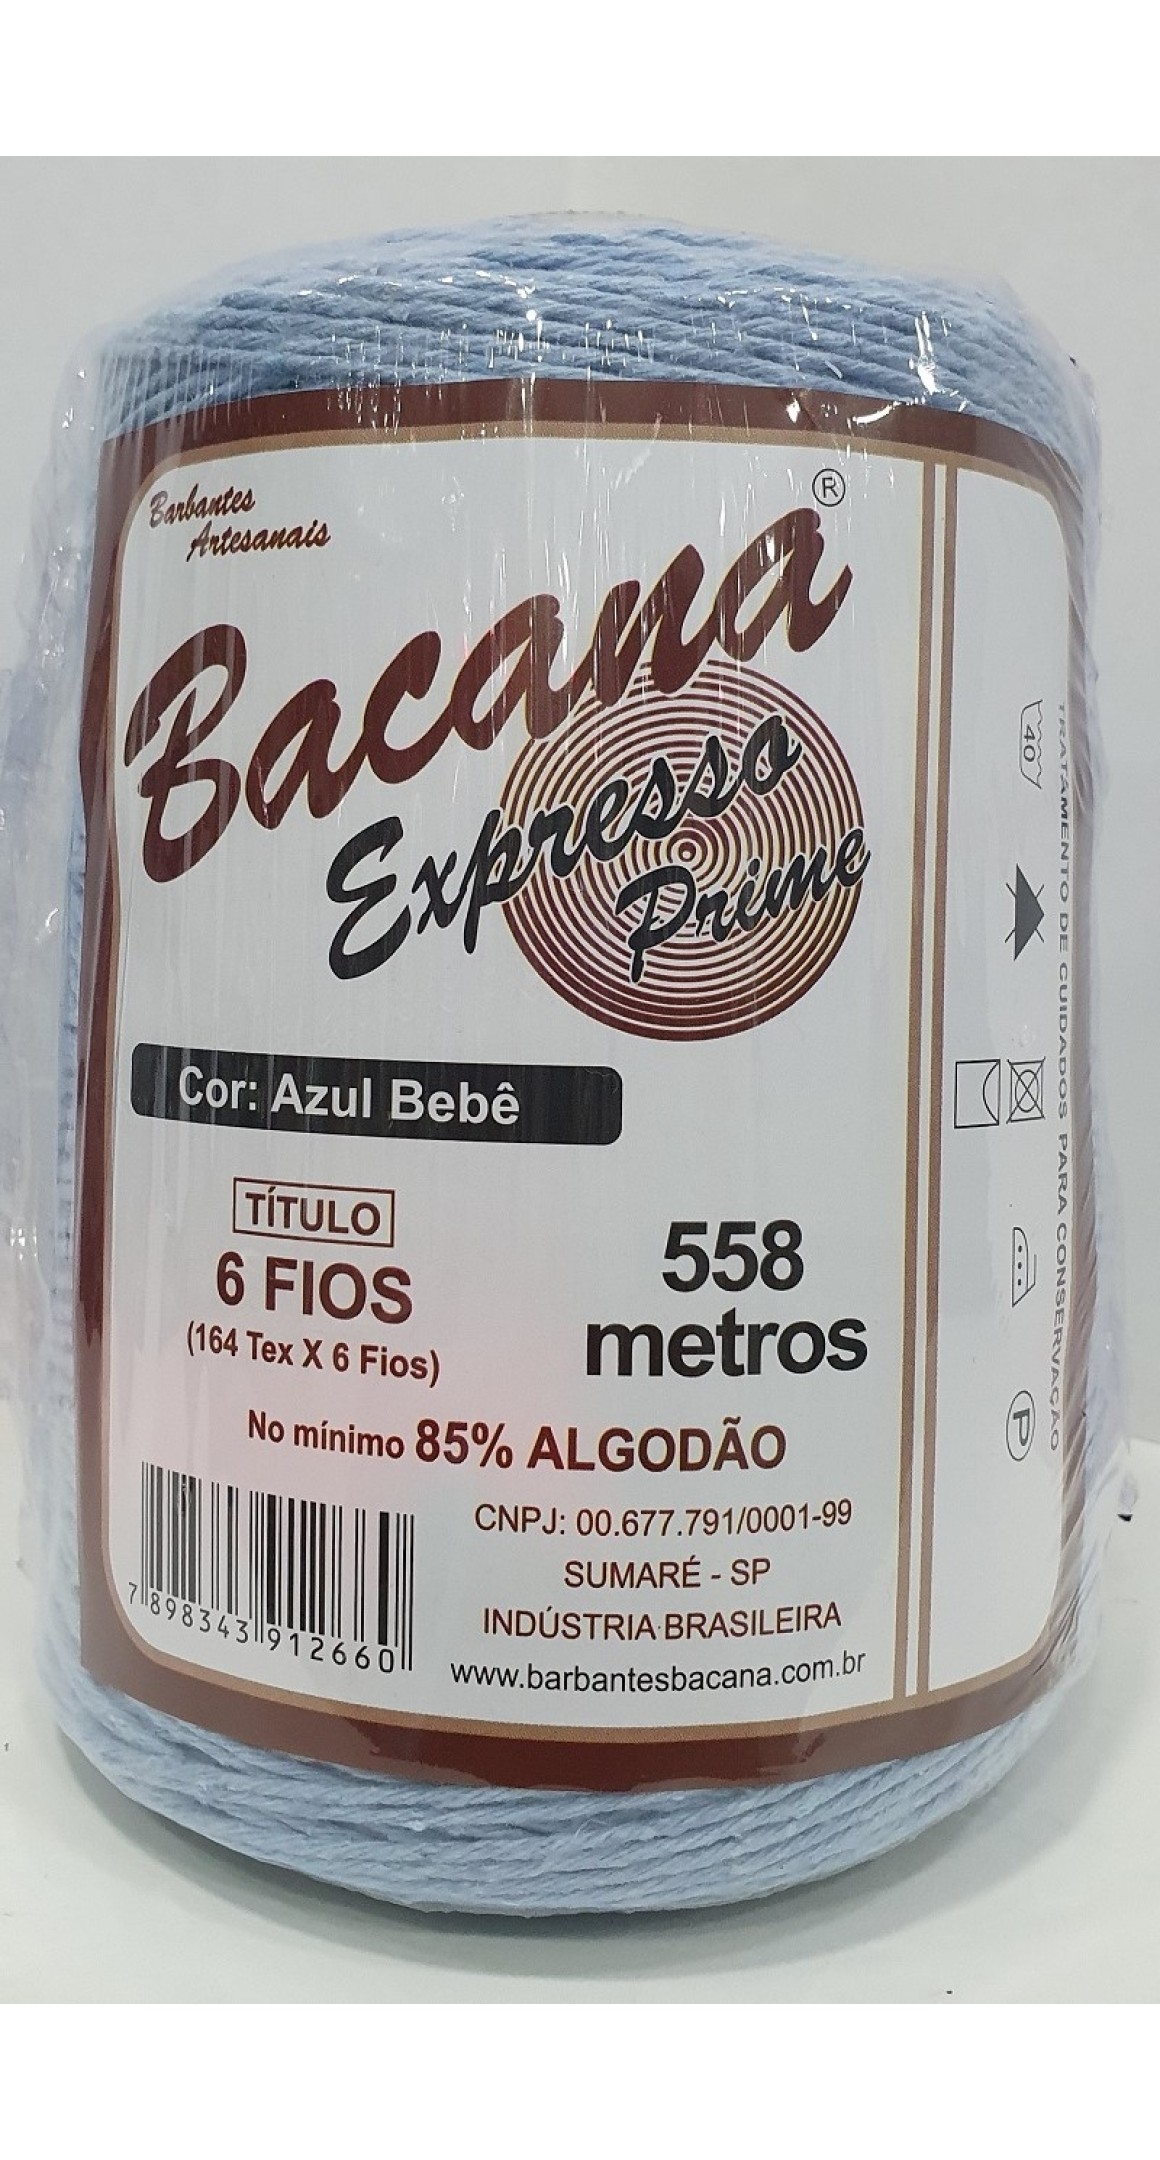 Barbantes
Artesanais
Bacana®
Expresso
Prime
Cor: Azul Bebê
TÍTULO
6 FIOS
(164 Tex X 6 Fios)
558
metros
No mínimo 85% ALGODÃO
7 898343 912660
CNPJ: 00.677.791/0001-99
SUMARÉ - SP
INDÚSTRIA BRASILEIRA
www.barbantesbacana.com.br
TRATAMENTO DE CUIDADOS PARA CONSERVAÇÃO
40
P